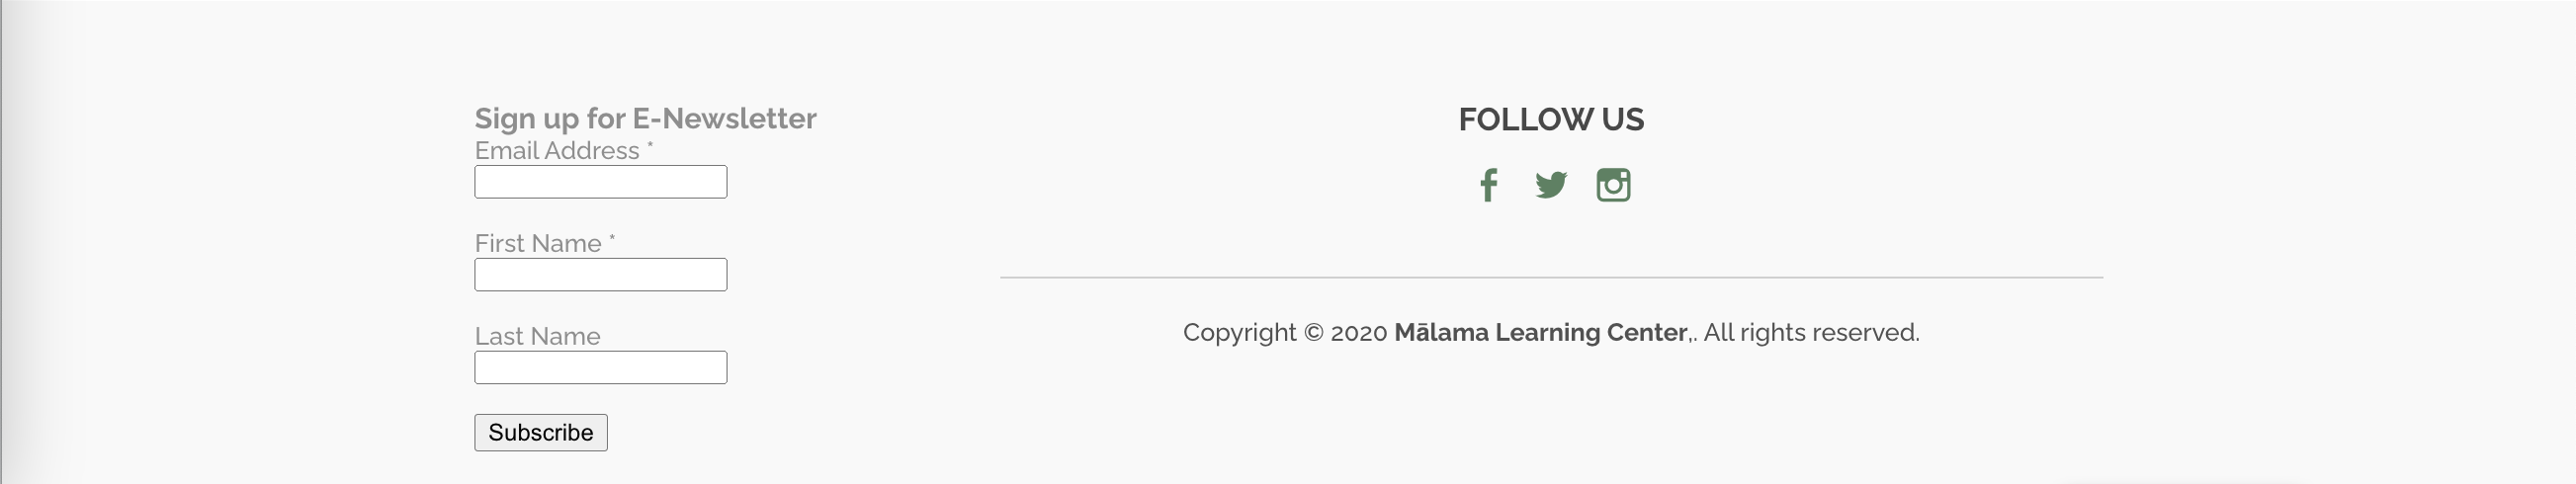 Sign up for E-Newsletter
Email Address *
First Name *
Last Name
Subscribe
FOLLOW US
Copyright © 2020 Mālama Learning Center,. All rights reserved.